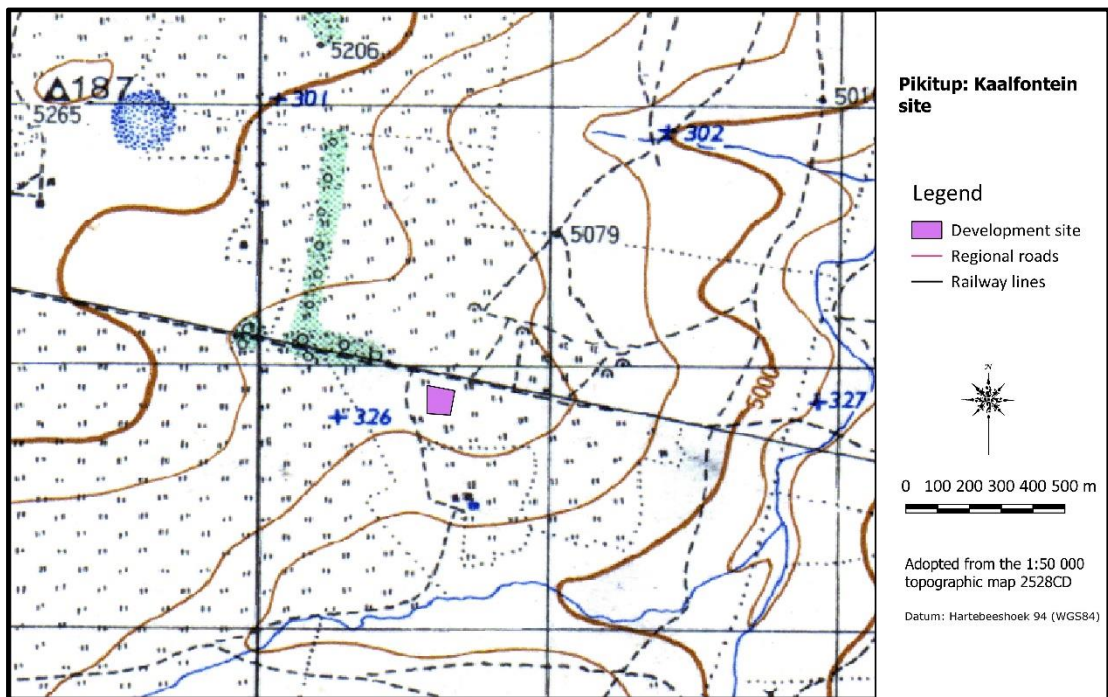 5206
187
5265
301
501
302
5079
326
5000
327
Pikitup: Kaalfontein
site
Legend
Development site
Regional roads
Railway lines
N
0 100 200 300 400 500 m
Adopted from the 1:50 000
topographic map 2528CD
Datum: Hartebeeshoek 94 (WGS84)